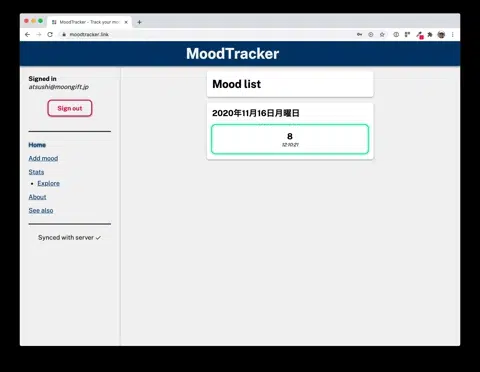 MoodTracker - Track your mo
moodtracker.link
MoodTracker
Signed in
atsushi@moongift.jp
Sign out
Home
Add mood
Stats
Explore
About
See also
Synced with server ✓
Mood list
2020年11月16日月曜日
8
12:10:21